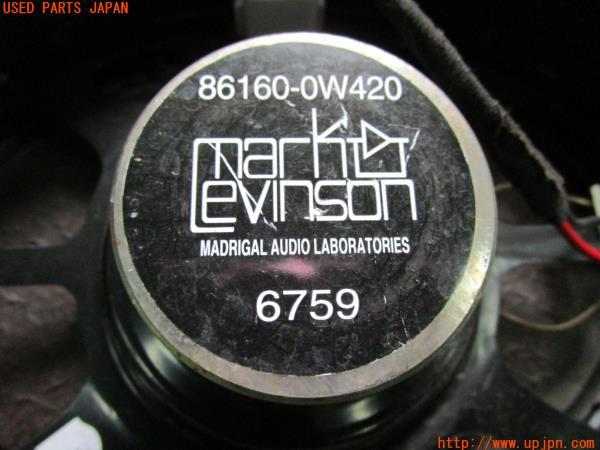 USED PARTS JAPAN
86160-0W420
mark
Levinson
MADRIGAL AUDIO LABORATORIES
6759
http://www.upjpn.com